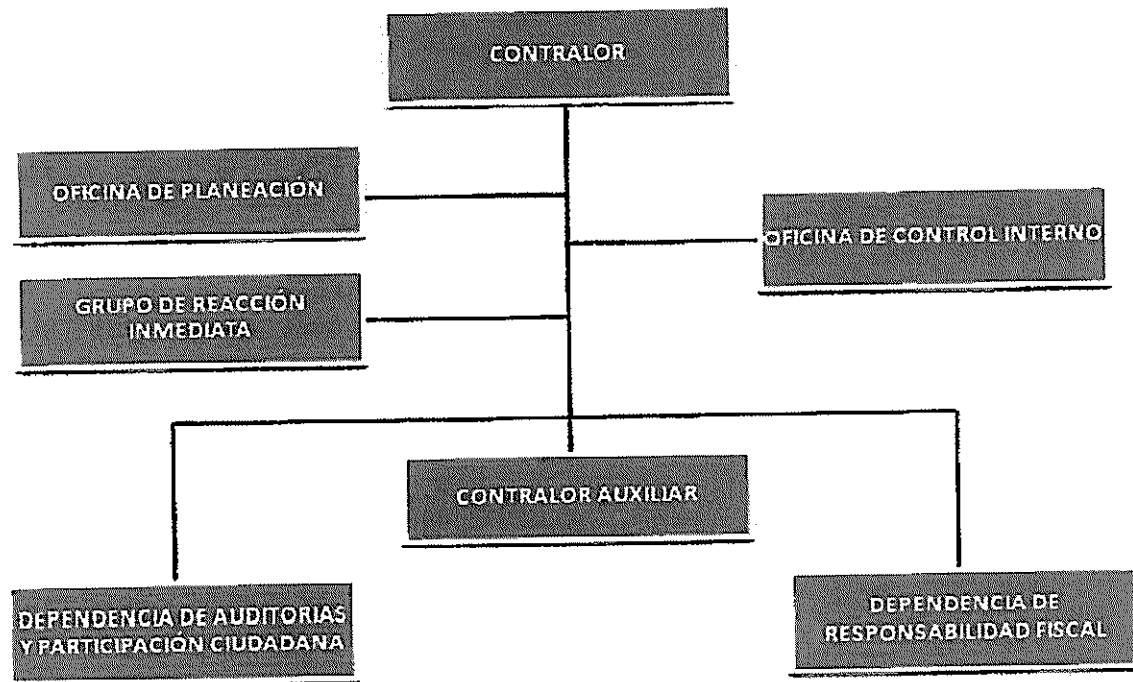 CONTRALOR
OFICINA DE PLANEACIÓN
OFICINA DE CONTROL INTERNO
GRUPO DE REACCIÓN
INMEDIATA
CONTRALOR AUXILIAR
DEPENDENCIA DE AUDITORIAS
Y PARTICIPACIÓN CIUDADANA
DEPENDENCIA DE
RESPONSABILIDAD FISCAL